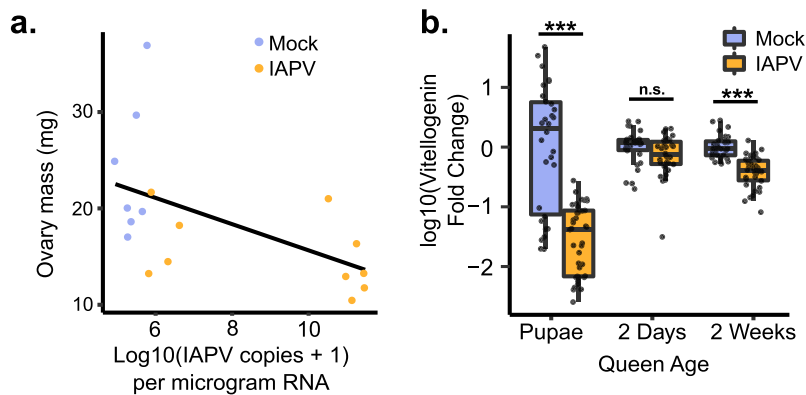 a.
Mock
IAPV
Ovary mass (mg)
30
20
10
6
8
10
Log10(IAPV copies + 1)
per microgram RNA
b.
Mock
IAPV
***
n.s.
***
log10(Vitellogenin
Fold Change)
1
0
−1
−2
Pupae
2 Days
2 Weeks
Queen Age